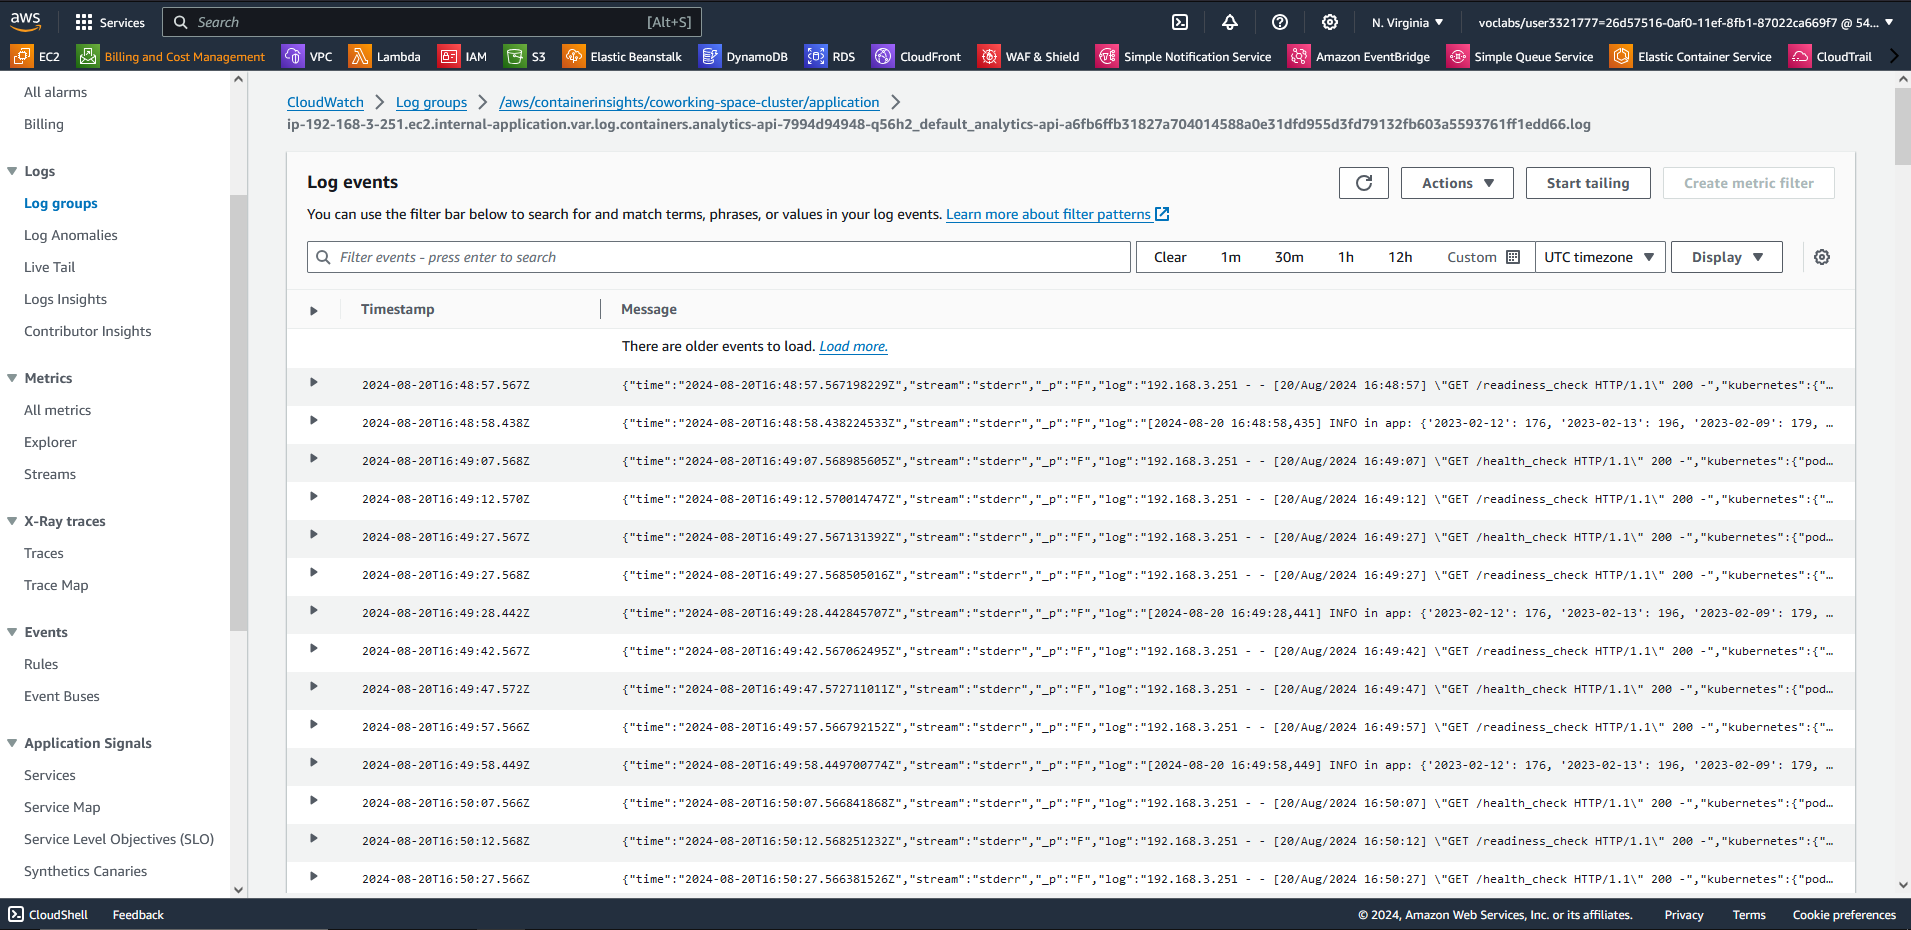 aws
Services
Search [Alt+S]
N. Virginia
voclabs/user3321777=26d57516-0af0-11ef-8fb1-87022ca669f7 @ 54...
EC2 Billing and Cost Management VPC Lambda IAM S3 Elastic Beanstalk DynamoDB RDS CloudFront WAF & Shield Simple Notification Service Amazon EventBridge Simple Queue Service Elastic Container Service CloudTrail
All alarms
Billing
Logs
Log groups
Log Anomalies
Live Tail
Logs Insights
Contributor Insights
Metrics
All metrics
Explorer
Streams
X-Ray traces
Traces
Trace Map
Events
Rules
Event Buses
Application Signals
Services
Service Map
Service Level Objectives (SLO)
Synthetics Canaries
CloudWatch Log groups /aws/containerinsights/coworking-space-cluster/application
ip-192-168-3-251.ec2.internal-application.var.log.containers.analytics-api-7994d94948-q56h2_default_analytics-api-a6fb6ffb31827a704014588a0e31dfd955d3fd79132fb603a5593761ff1edd66.log
Log events
Actions Start tailing Create metric filter
You can use the filter bar below to search for and match terms, phrases, or values in your log events. Learn more about filter patterns
Filter events - press enter to search
Clear 1m 30m 1h 12h Custom UTC timezone Display
Timestamp Message
There are older events to load. Load more.
2024-08-20T16:48:57.567Z {"time":"2024-08-20T16:48:57.567198229Z","stream":"stderr","_p":"F","log":"192.168.3.251 - - [20/Aug/2024 16:48:57] \"GET /readiness_check HTTP/1.1\" 200 -","kubernetes":{"…
2024-08-20T16:48:58.438Z {"time":"2024-08-20T16:48:58.438224533Z","stream":"stderr","_p":"F","log":"[2024-08-20 16:48:58,435] INFO in app: {'2023-02-12': 176, '2023-02-13': 196, '2023-02-09': 179, …
2024-08-20T16:49:07.568Z {"time":"2024-08-20T16:49:07.568985605Z","stream":"stderr","_p":"F","log":"192.168.3.251 - - [20/Aug/2024 16:49:07] \"GET /health_check HTTP/1.1\" 200 -","kubernetes":{"pod…
2024-08-20T16:49:12.570Z {"time":"2024-08-20T16:49:12.570014747Z","stream":"stderr","_p":"F","log":"192.168.3.251 - - [20/Aug/2024 16:49:12] \"GET /readiness_check HTTP/1.1\" 200 -","kubernetes":{"…
2024-08-20T16:49:27.567Z {"time":"2024-08-20T16:49:27.567131392Z","stream":"stderr","_p":"F","log":"192.168.3.251 - - [20/Aug/2024 16:49:27] \"GET /health_check HTTP/1.1\" 200 -","kubernetes":{"pod…
2024-08-20T16:49:27.568Z {"time":"2024-08-20T16:49:27.568505016Z","stream":"stderr","_p":"F","log":"192.168.3.251 - - [20/Aug/2024 16:49:27] \"GET /readiness_check HTTP/1.1\" 200 -","kubernetes":{"…
2024-08-20T16:49:28.442Z {"time":"2024-08-20T16:49:28.442845707Z","stream":"stderr","_p":"F","log":"[2024-08-20 16:49:28,441] INFO in app: {'2023-02-12': 176, '2023-02-13': 196, '2023-02-09': 179, …
2024-08-20T16:49:42.567Z {"time":"2024-08-20T16:49:42.567062495Z","stream":"stderr","_p":"F","log":"192.168.3.251 - - [20/Aug/2024 16:49:42] \"GET /readiness_check HTTP/1.1\" 200 -","kubernetes":{"…
2024-08-20T16:49:47.572Z {"time":"2024-08-20T16:49:47.572711011Z","stream":"stderr","_p":"F","log":"192.168.3.251 - - [20/Aug/2024 16:49:47] \"GET /health_check HTTP/1.1\" 200 -","kubernetes":{"pod…
2024-08-20T16:49:57.566Z {"time":"2024-08-20T16:49:57.566792152Z","stream":"stderr","_p":"F","log":"192.168.3.251 - - [20/Aug/2024 16:49:57] \"GET /readiness_check HTTP/1.1\" 200 -","kubernetes":{"…
2024-08-20T16:49:58.449Z {"time":"2024-08-20T16:49:58.449700774Z","stream":"stderr","_p":"F","log":"[2024-08-20 16:49:58,449] INFO in app: {'2023-02-12': 176, '2023-02-13': 196, '2023-02-09': 179, …
2024-08-20T16:50:07.566Z {"time":"2024-08-20T16:50:07.566841868Z","stream":"stderr","_p":"F","log":"192.168.3.251 - - [20/Aug/2024 16:50:07] \"GET /health_check HTTP/1.1\" 200 -","kubernetes":{"pod…
2024-08-20T16:50:12.568Z {"time":"2024-08-20T16:50:12.568251232Z","stream":"stderr","_p":"F","log":"192.168.3.251 - - [20/Aug/2024 16:50:12] \"GET /readiness_check HTTP/1.1\" 200 -","kubernetes":{"…
2024-08-20T16:50:27.566Z {"time":"2024-08-20T16:50:27.566381526Z","stream":"stderr","_p":"F","log":"192.168.3.251 - - [20/Aug/2024 16:50:27] \"GET /health_check HTTP/1.1\" 200 -","kubernetes":{"pod…
CloudShell Feedback © 2024, Amazon Web Services, Inc. or its affiliates. Privacy Terms Cookie preferences